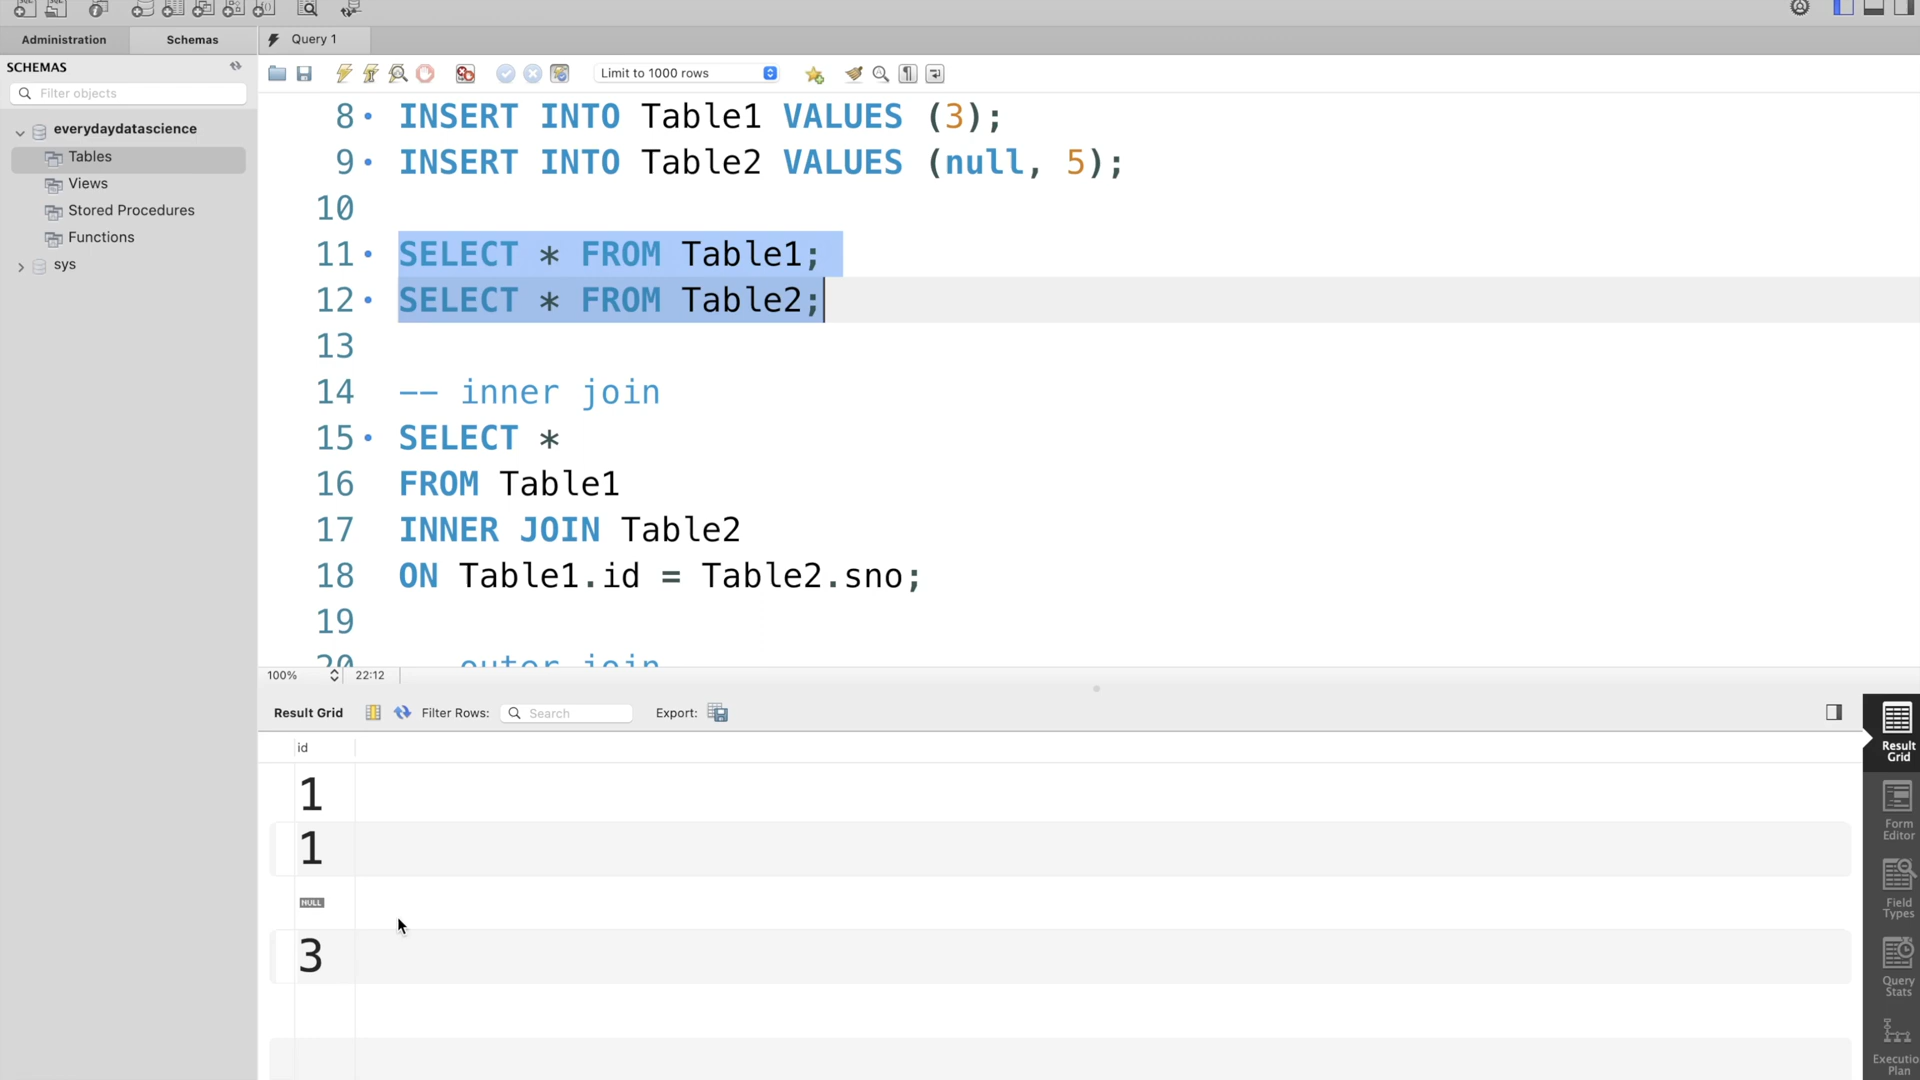 Administration
Schemas
Query 1
SCHEMAS
Filter objects
everydaydatascience
Tables
Views
Stored Procedures
Functions
sys
Limit to 1000 rows
8 INSERT INTO Table1 VALUES (3);
9 INSERT INTO Table2 VALUES (null, 5);
10
11 SELECT * FROM Table1;
12 SELECT * FROM Table2;
13
14 -- inner join
15 SELECT *
16 FROM Table1
17 INNER JOIN Table2
18 ON Table1.id = Table2.sno;
19
20 outer join
100% 22:12
Result Grid Filter Rows: Search Export:
id
1
1
NULL
3
Result
Grid
Form
Editor
Field
Types
Query
Stats
Executio
Plan